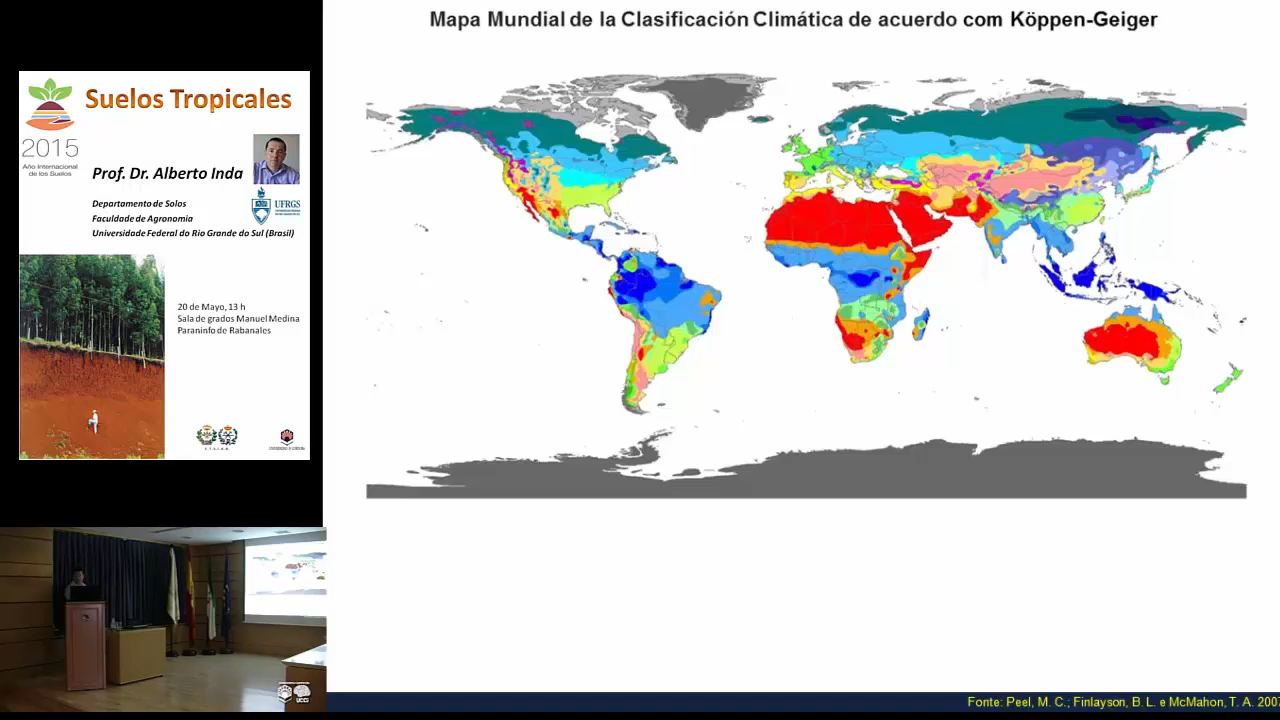 Mapa Mundial de la Clasificación Climática de acuerdo com Köppen-Geiger
Suelos Tropicales
2015
Año Internacional
de los Suelos
Prof. Dr. Alberto Inda
UFRGS
Departamento de Solos
Faculdade de Agronomia
Universidade Federal do Rio Grande do Sul (Brasil)
20 de Mayo, 13 h
Sala de grados Manuel Medina
Paraninfo de Rabanales
UCO
Fonte: Peel, M. C.; Finlayson, B. L. e McMahon, T. A. 2007